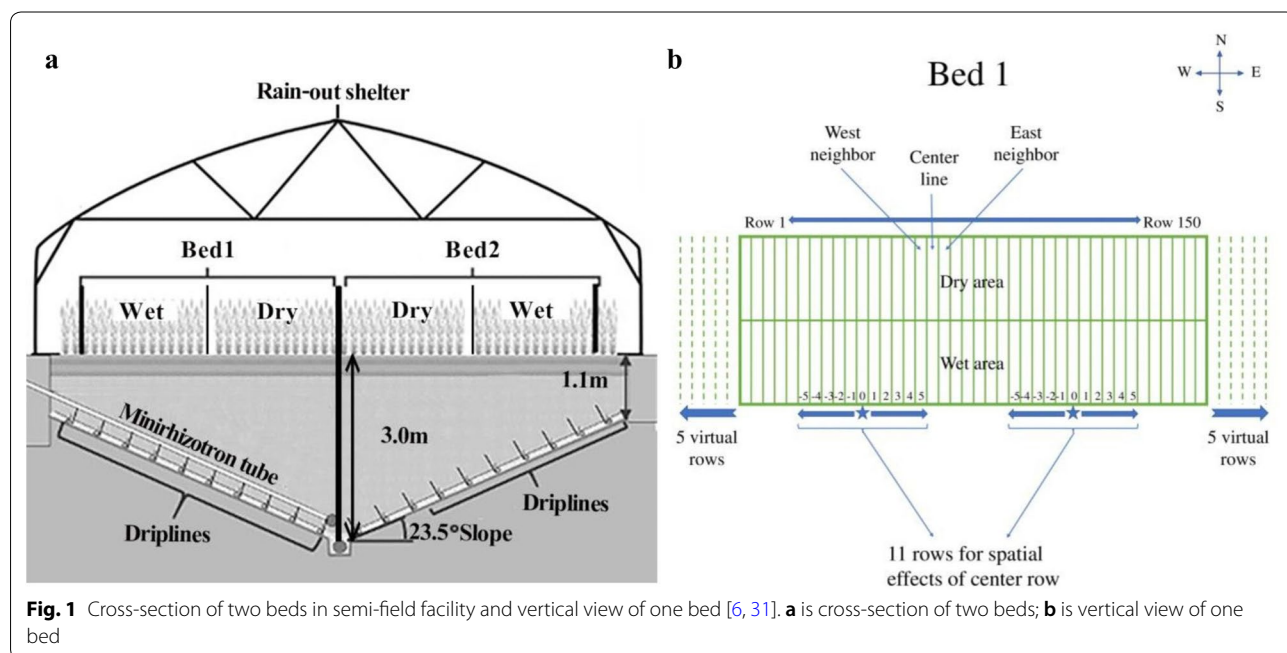 a
Rain-out shelter
Bed1
Bed2
Wet
Dry
Dry
Wet
1.1m
3.0m
Minirhizotron tube
Driplines
Driplines
23.5°Slope
b
Bed 1
N
W
E
S
West
neighbor
Center
line
East
neighbor
Row 1
Row 150
Dry area
Wet area
-5 -4 -3 -2 -1 0 1 2 3 4 5
-5 -4 -3 -2 -1 0 1 2 3 4 5
5 virtual
rows
5 virtual
rows
11 rows for spatial
effects of center row
Fig. 1 Cross-section of two beds in semi-field facility and vertical view of one bed [6, 31]. a is cross-section of two beds; b is vertical view of one
bed